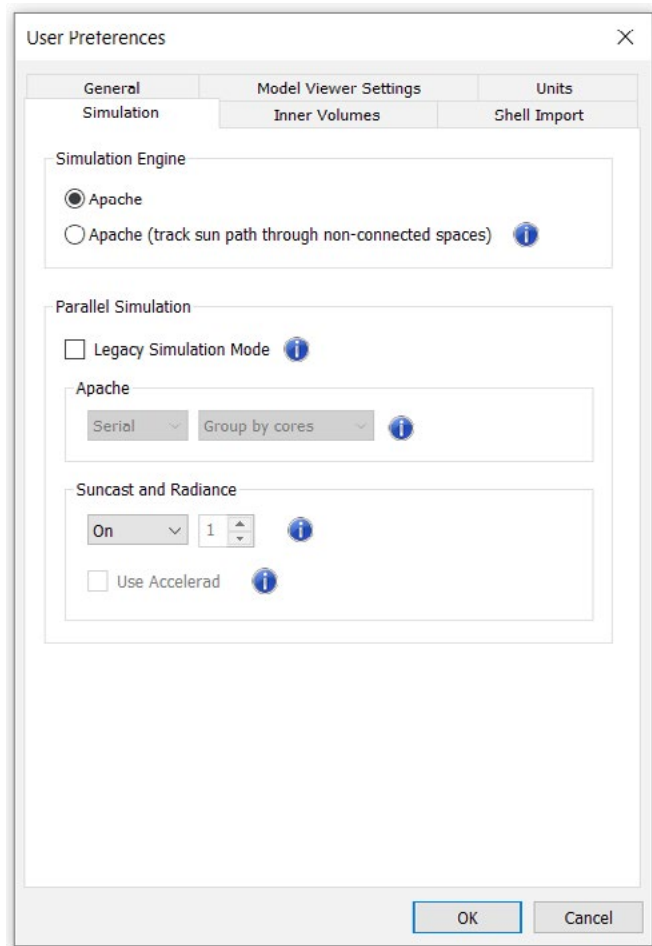 User Preferences
General Model Viewer Settings Units
Simulation Inner Volumes Shell Import
Simulation Engine
Apache
Apache (track sun path through non-connected spaces)
Parallel Simulation
Legacy Simulation Mode
Apache
Serial Group by cores
Suncast and Radiance
On 1
Use Accelerad
OK Cancel